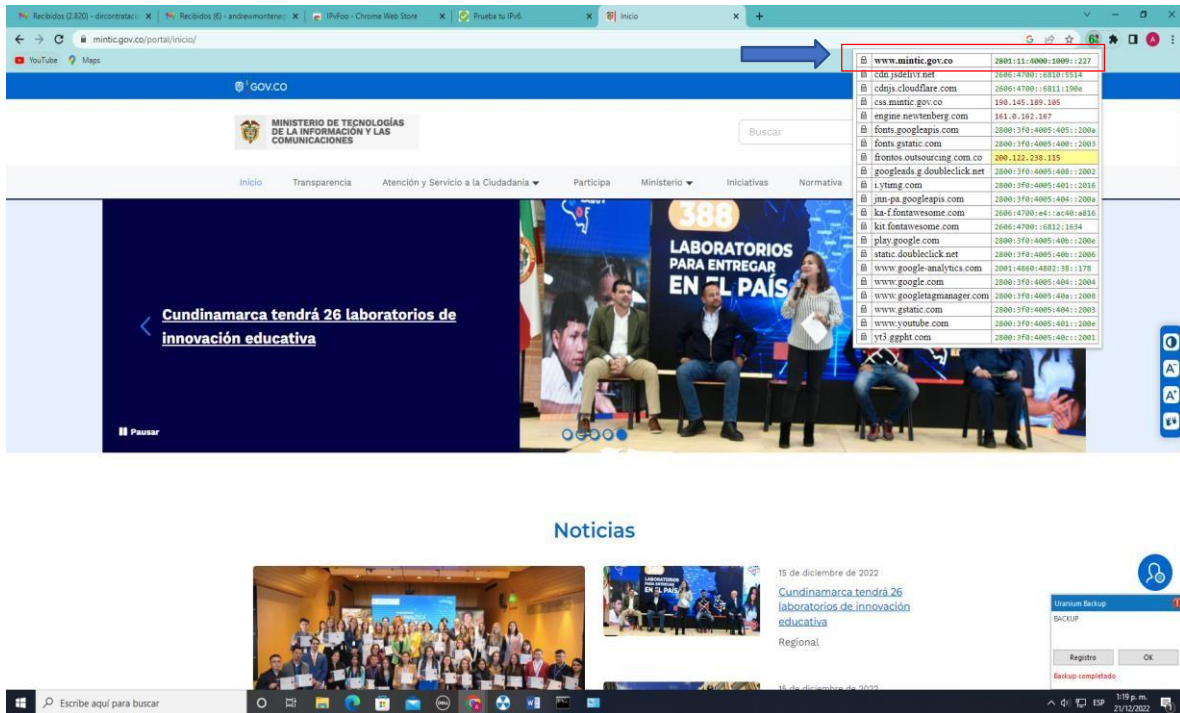 Recibidos (2.820) - dircontrataci
Recibidos (6) - andrewmontene
IPvFoo - Chrome Web Store
Prueba tu IPv6.
Inicio
mintic.gov.co/portal/inicio/
YouTube
Maps
www.mintic.gov.co 2801:11:4000:1009::227
cdn.jsdelivr.net 2606:4700::6810:5514
cdnjs.cloudflare.com 2606:4700::6811:190e
css.mintic.gov.co 190.145.189.105
engine.newtenberg.com 161.0.162.167
fonts.googleapis.com 2800:3f0:4005:405::200a
fonts.gstatic.com 2800:3f0:4005:400::2003
frontos.outsourcing.com.co 200.122.238.115
googleads.g.doubleclick.net 2800:3f0:4005:408::2002
i.ytimg.com 2800:3f0:4005:401::2016
jnn-pa.googleapis.com 2800:3f0:4005:404::200a
ka-f.fontawesome.com 2606:4700:e4::ac40:a816
kit.fontawesome.com 2606:4700::6812:1634
play.google.com 2800:3f0:4005:40b::200e
static.doubleclick.net 2800:3f0:4005:40b::2006
www.google-analytics.com 2001:4860:4802:38::178
www.google.com 2800:3f0:4005:404::2004
www.googletagmanager.com 2800:3f0:4005:40a::2008
www.gstatic.com 2800:3f0:4005:404::2003
www.youtube.com 2800:3f0:4005:401::200e
yt3.ggpht.com 2800:3f0:4005:40c::2001
GOV.CO
MINISTERIO DE TECNOLOGÍAS
DE LA INFORMACIÓN Y LAS
COMUNICACIONES
Buscar
Inicio
Transparencia
Atención y Servicio a la Ciudadanía
Participa
Ministerio
Iniciativas
Normativa
388
LABORATORIOS
PARA ENTREGAR
EN EL PAÍS
Cundinamarca tendrá 26 laboratorios de
innovación educativa
Pausar
A-
A+
Noticias
LABORATORIOS
PARA ENTREGAR
EN EL PAÍS
15 de diciembre de 2022
Cundinamarca tendrá 26
laboratorios de innovación
educativa
Regional
15 de diciembre de 2022
Uranium Backup
BACKUP
Registro
OK
Backup completado
Escribe aquí para buscar
ESP
1:19 p. m.
21/12/2022